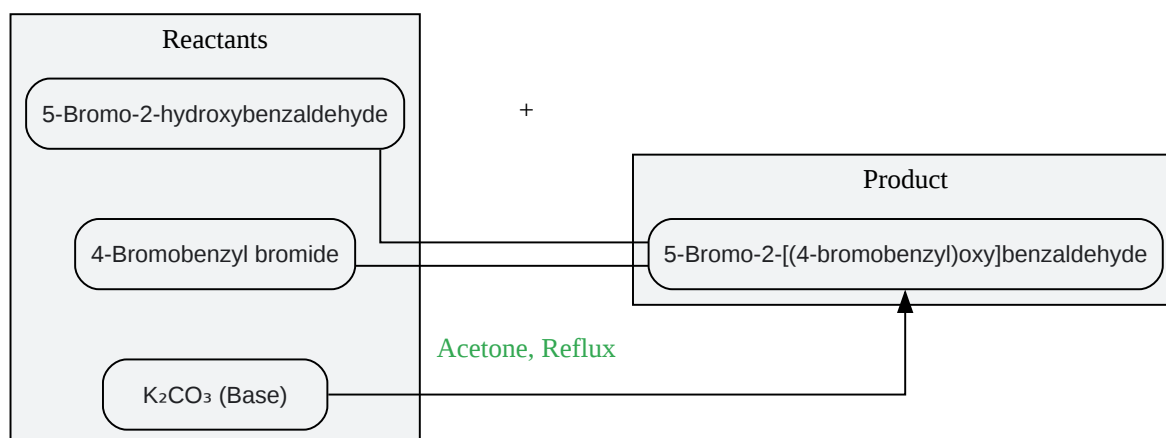 Reactants
5-Bromo-2-hydroxybenzaldehyde
+
Product
4-Bromobenzyl bromide
5-Bromo-2-[(4-bromobenzyl)oxy]benzaldehyde
Acetone, Reflux
K₂CO₃ (Base)